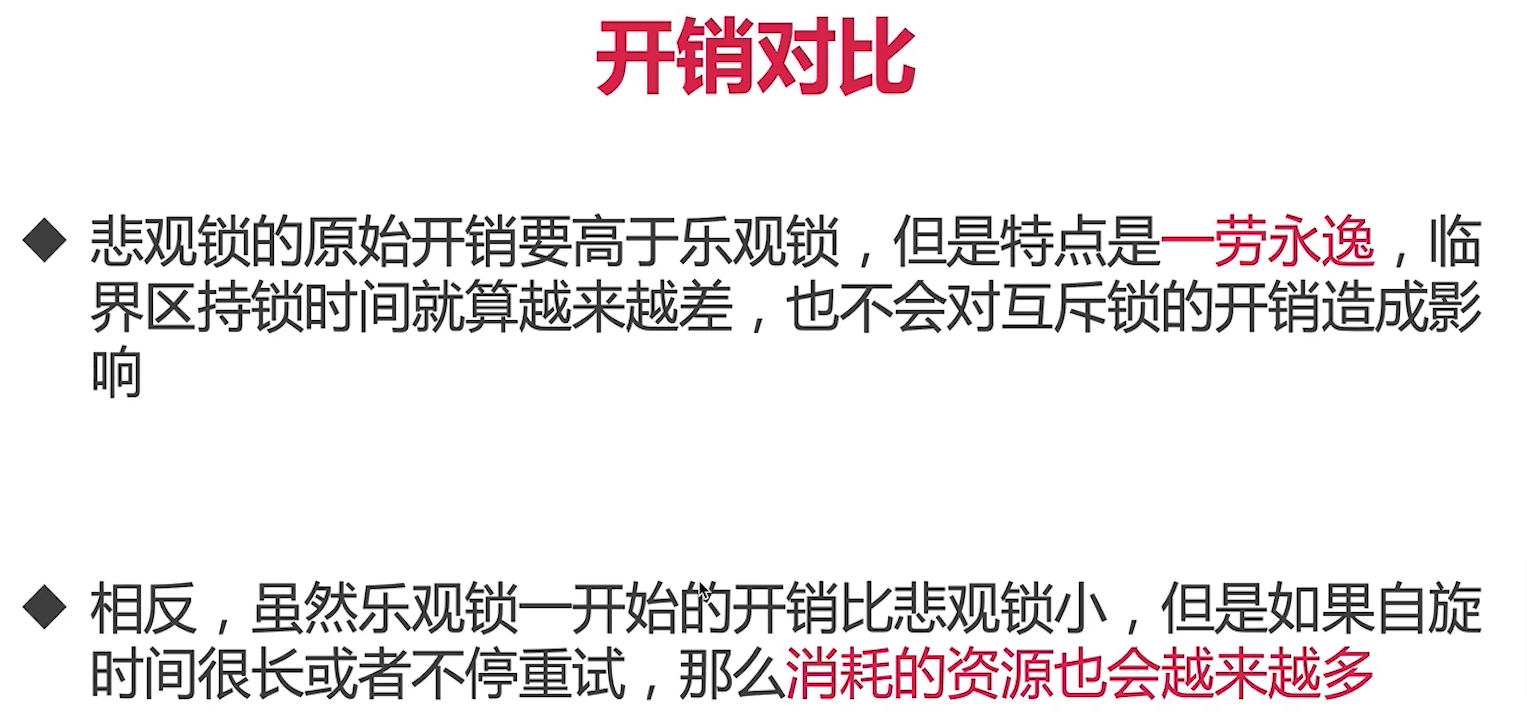 开销对比
悲观锁的原始开销要高于乐观锁，但是特点是一劳永逸，临
界区持锁时间就算越来越差，也不会对互斥锁的开销造成影
响
相反，虽然乐观锁一开始的开销比悲观锁小，但是如果自旋
时间很长或者不停重试，那么消耗的资源也会越来越多